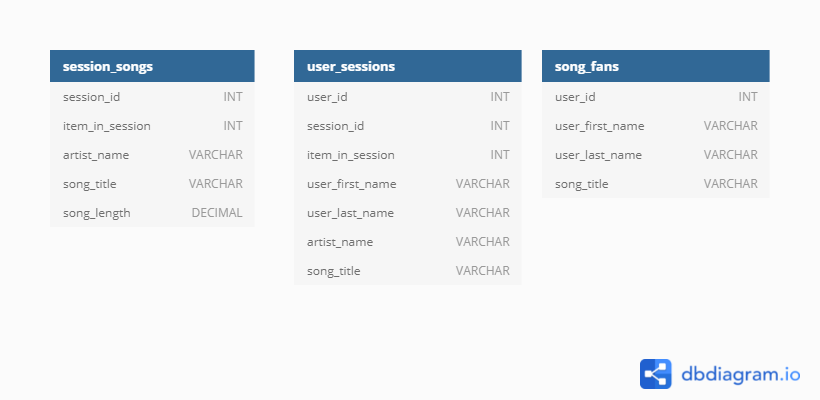 session_songs
session_id INT
item_in_session INT
artist_name VARCHAR
song_title VARCHAR
song_length DECIMAL
user_sessions
user_id INT
session_id INT
item_in_session INT
user_first_name VARCHAR
user_last_name VARCHAR
artist_name VARCHAR
song_title VARCHAR
song_fans
user_id INT
user_first_name VARCHAR
user_last_name VARCHAR
song_title VARCHAR
dbdiagram.io